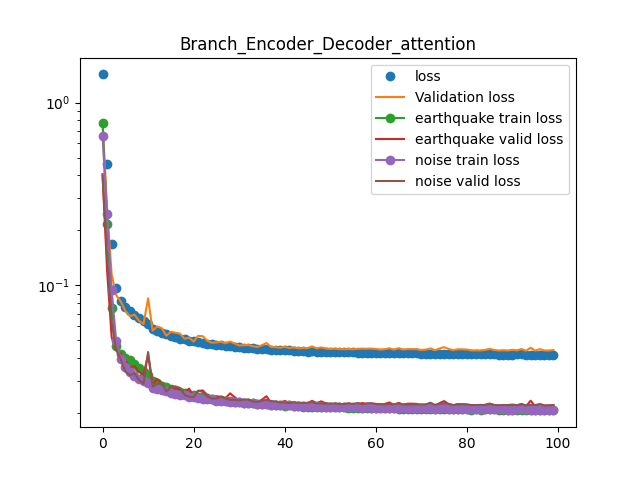 Branch_Encoder_Decoder_attention
loss
Validation loss
earthquake train loss
earthquake valid loss
noise train loss
noise valid loss
10⁰
10⁻¹
0 20 40 60 80 100